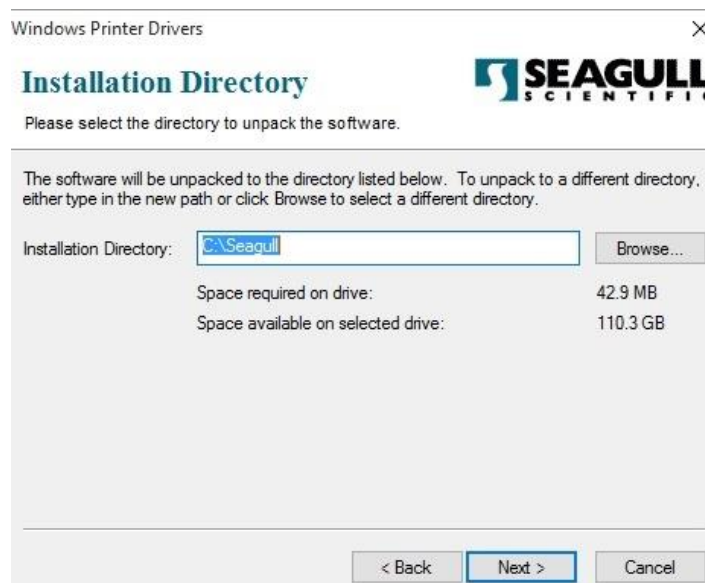 Windows Printer Drivers
Installation Directory
SEAGULL
SCIENTIFIC
Please select the directory to unpack the software.
The software will be unpacked to the directory listed below. To unpack to a different directory,
either type in the new path or click Browse to select a different directory.
Installation Directory: C:\Seagull Browse...
Space required on drive: 42.9 MB
Space available on selected drive: 110.3 GB
< Back Next > Cancel